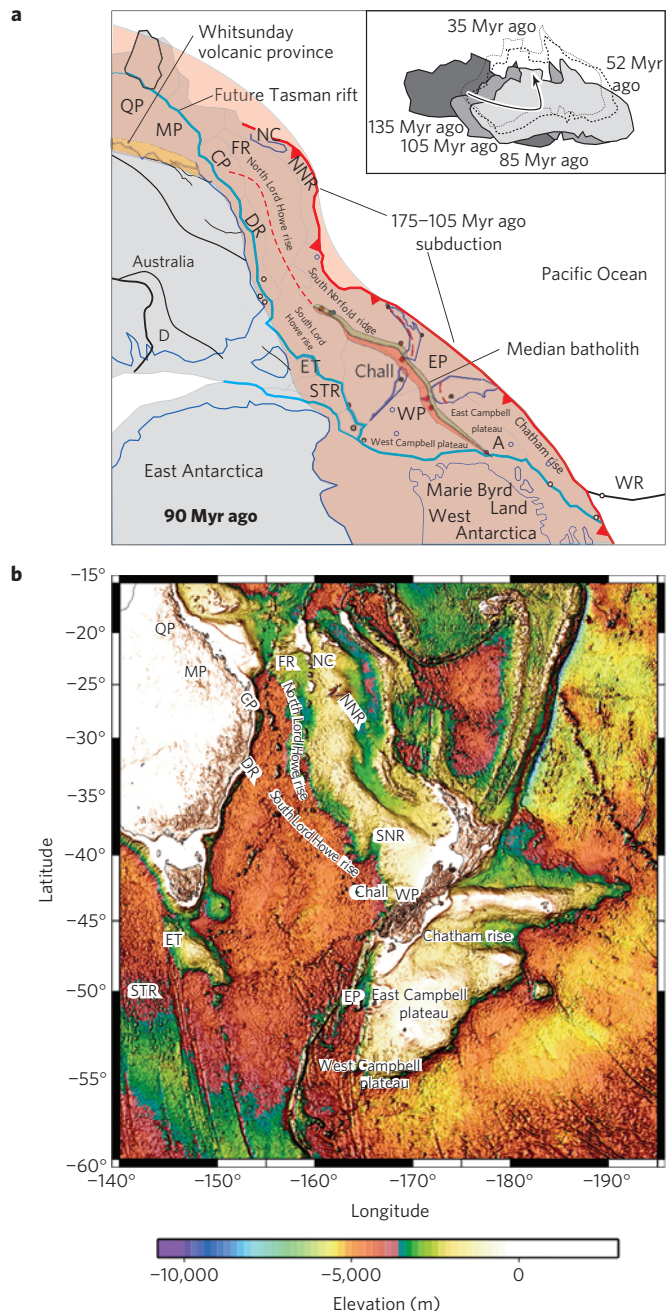 a
Whitsunday
volcanic province
QP
MP
Future Tasman rift
FR
NC
CP
NNR
North Lord Howe rise
DR
Australia
D
175–105 Myr ago
subduction
Pacific Ocean
South Norfold ridge
South Lord
Howe rise
Median batholith
ET
Chall
EP
STR
WP
East Campbell
plateau
Chatham rise
West Campbell plateau
A
WR
East Antarctica
Marie Byrd
Land
West
Antarctica
90 Myr ago
35 Myr ago
52 Myr
ago
135 Myr ago
105 Myr ago
85 Myr ago
b
−15°
−20°
−25°
−30°
−35°
−40°
−45°
−50°
−55°
−60°
Latitude
QP
MP
FR
NC
CP
NNR
North Lord Howe rise
DR
South Lord Howe rise
SNR
Chall
WP
ET
Chatham rise
STR
EP
East Campbell
plateau
West Campbell
plateau
−140°
−150°
−160°
−170°
−180°
−190°
Longitude
−10,000
−5,000
0
Elevation (m)